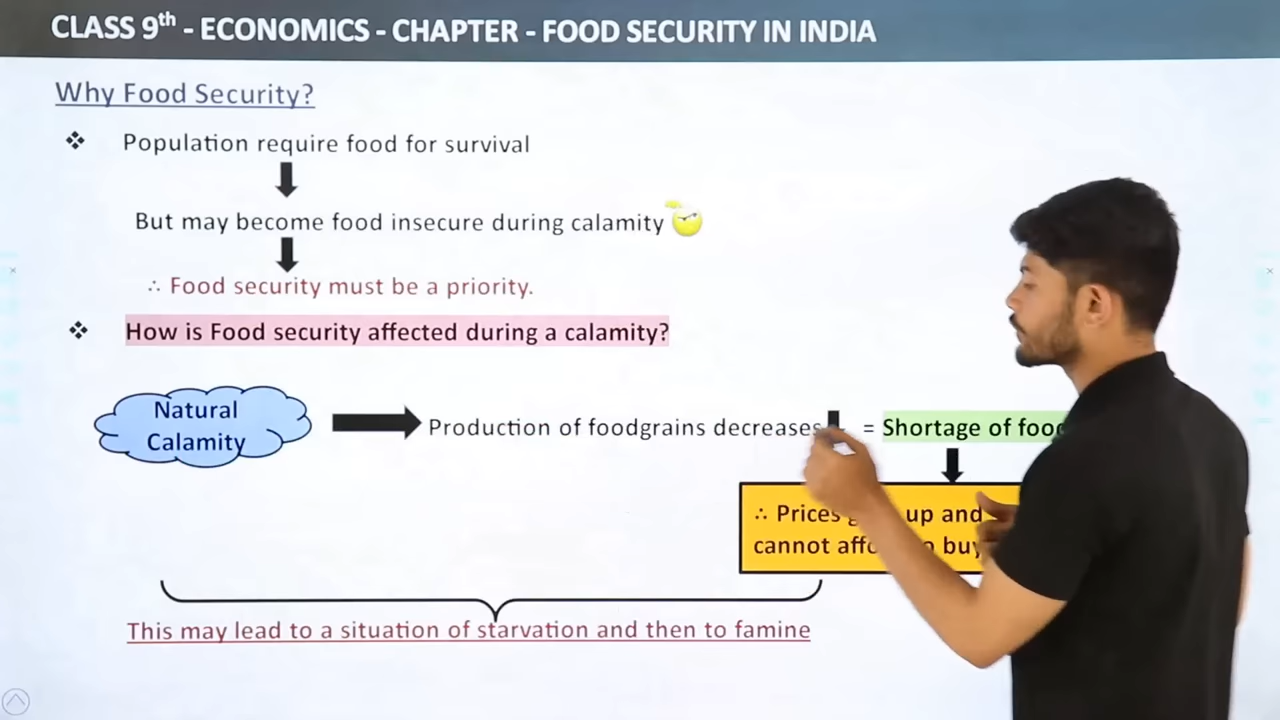 CLASS 9th - ECONOMICS - CHAPTER - FOOD SECURITY IN INDIA
Why Food Security?
❖ Population require food for survival
But may become food insecure during calamity
∴ Food security must be a priority.
❖ How is Food security affected during a calamity?
Natural
Calamity
Production of foodgrains decreases = Shortage of
∴ Prices up and
cannot
This may lead to a situation of starvation and then to famine